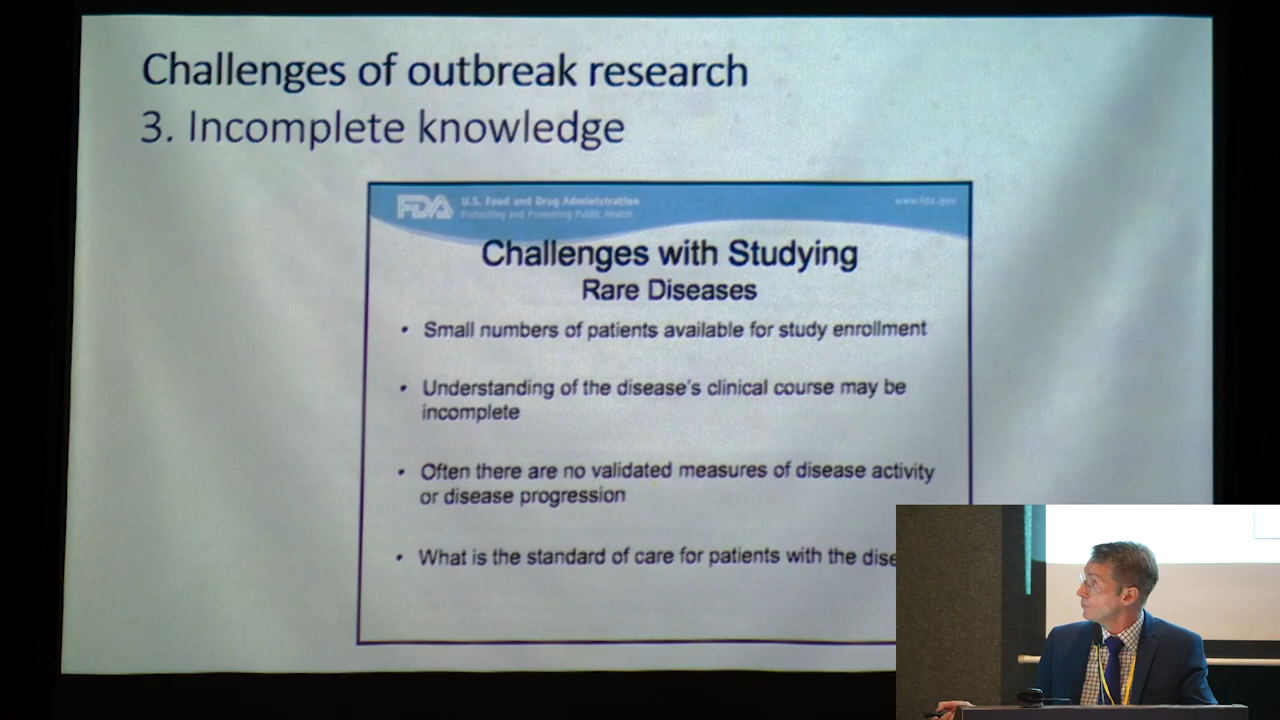 Challenges of outbreak research
3. Incomplete knowledge
FDA U.S. Food and Drug Administration
Protecting and Promoting Public Health
www.fda.gov
Challenges with Studying
Rare Diseases
• Small numbers of patients available for study enrollment
• Understanding of the disease's clinical course may be
incomplete
• Often there are no validated measures of disease activity
or disease progression
• What is the standard of care for patients with the